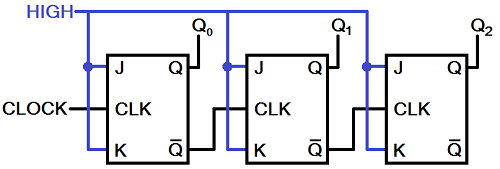 HIGH Q0 Q1 Q2
J Q J Q J Q
CLOCK CLK CLK CLK
K Q̅ K Q̅ K Q̅